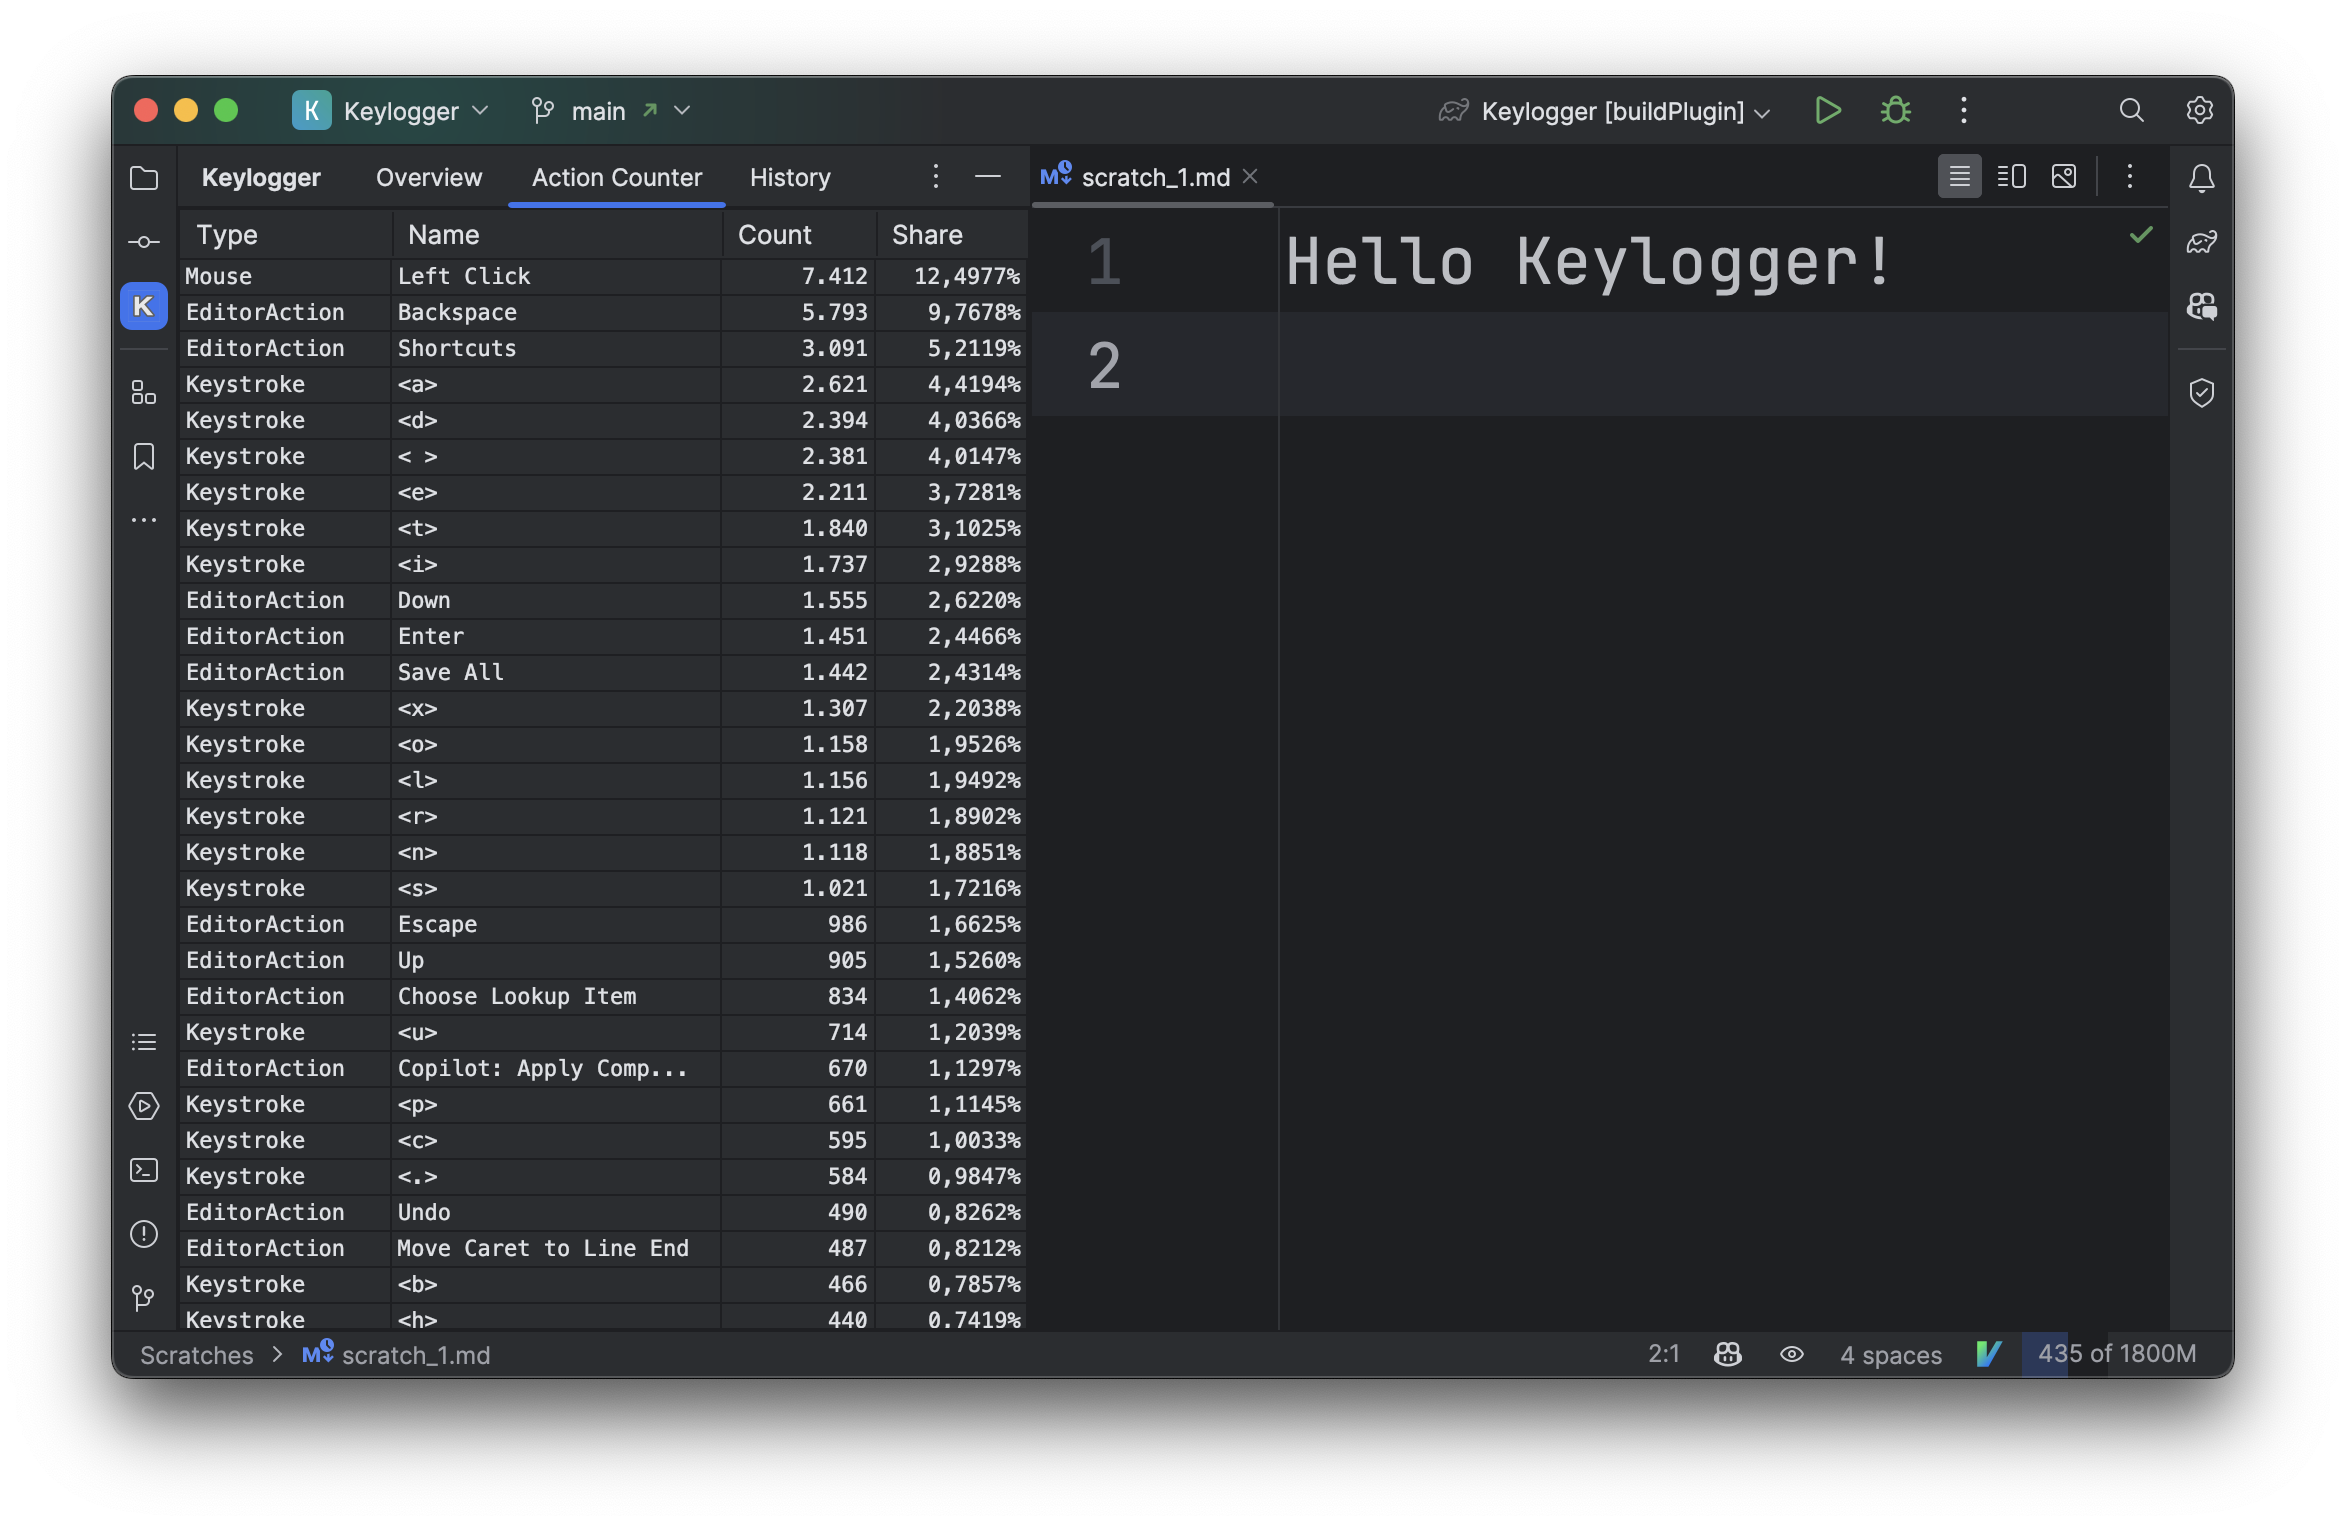 K Keylogger main Keylogger [buildPlugin]
Keylogger Overview Action Counter History
Type Name Count Share
Mouse Left Click 7.412 12,4977%
EditorAction Backspace 5.793 9,7678%
EditorAction Shortcuts 3.091 5,2119%
Keystroke <a> 2.621 4,4194%
Keystroke <d> 2.394 4,0366%
Keystroke < > 2.381 4,0147%
Keystroke <e> 2.211 3,7281%
Keystroke <t> 1.840 3,1025%
Keystroke <i> 1.737 2,9288%
EditorAction Down 1.555 2,6220%
EditorAction Enter 1.451 2,4466%
EditorAction Save All 1.442 2,4314%
Keystroke <x> 1.307 2,2038%
Keystroke <o> 1.158 1,9526%
Keystroke <l> 1.156 1,9492%
Keystroke <r> 1.121 1,8902%
Keystroke <n> 1.118 1,8851%
Keystroke <s> 1.021 1,7216%
EditorAction Escape 986 1,6625%
EditorAction Up 905 1,5260%
EditorAction Choose Lookup Item 834 1,4062%
Keystroke <u> 714 1,2039%
EditorAction Copilot: Apply Comp... 670 1,1297%
Keystroke <p> 661 1,1145%
Keystroke <c> 595 1,0033%
Keystroke <.> 584 0,9847%
EditorAction Undo 490 0,8262%
EditorAction Move Caret to Line End 487 0,8212%
Keystroke <b> 466 0,7857%
Keystroke <h> 440 0,7419%
K
M scratch_1.md
1 Hello Keylogger!
2
Scratches > M scratch_1.md 2:1 4 spaces 435 of 1800M